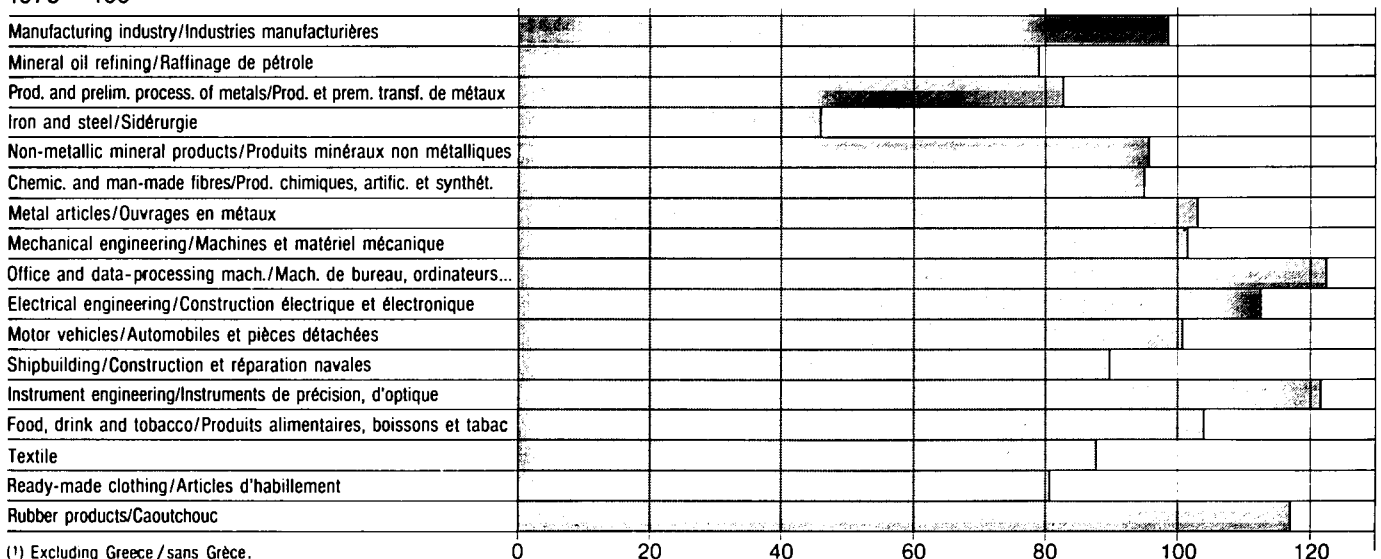 Manufacturing industry/Industries manufacturières
Mineral oil refining/Raffinage de pétrole
Prod. and prelim. process. of metals/Prod. et prem. transf. de métaux
Iron and steel/Sidérurgie
Non-metallic mineral products/Produits minéraux non métalliques
Chemic. and man-made fibres/Prod. chimiques, artific. et synthét.
Metal articles/Ouvrages en métaux
Mechanical engineering/Machines et matériel mécanique
Office and data-processing mach./Mach. de bureau, ordinateurs...
Electrical engineering/Construction électrique et électronique
Motor vehicles/Automobiles et pièces détachées
Shipbuilding/Construction et réparation navales
Instrument engineering/Instruments de précision, d'optique
Food, drink and tobacco/Produits alimentaires, boissons et tabac
Textile
Ready-made clothing/Articles d'habillement
Rubber products/Caoutchouc
(¹) Excluding Greece / sans Grèce.
0 20 40 60 80 100 120